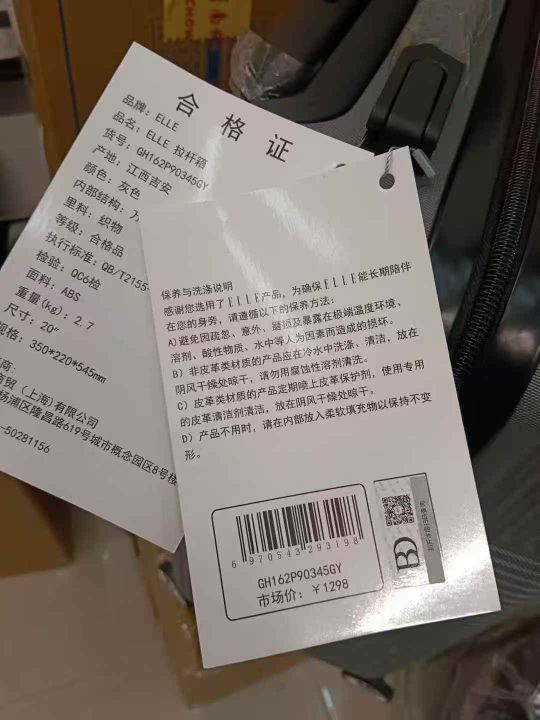 合格证
品牌: ELLE
品名: ELLE 拉杆箱
货号: GH162P90345GY
产地: 江西吉安
颜色: 灰色
内部结构:
里料: 织物
等级: 合格品
执行标准: QB/T2155
检验: QC6检
面料: ABS
重量(kg): 2.7
尺寸: 20"
规格: 350*220*545mm
商:
商贸(上海)有限公司
杨浦区隆昌路619号城市概念园区8号楼
-50281156
保养与洗涤说明
感谢您选用了ELLE产品，为确保ELLE能长期陪伴
在您的身旁，请遵循以下的保养方法：
A)避免因疏忽、意外、磨损及暴露在极端温度环境、
溶剂、酸性物质、水中等人为因素而造成的损坏。
B) 非皮革类材质的产品应在冷水中洗涤、清洁，放在
阴风干燥处晾干，请勿用腐蚀性溶剂清洗。
C) 皮革类材质的产品定期喷上皮革保护剂，使用专用
的皮革清洁剂清洁，放在阴风干燥处晾干。
D) 产品不用时，请在内部放入柔软填充物以保持不变
形。
6 970543 293198
GH162P90345GY
市场价: ¥1298
BD